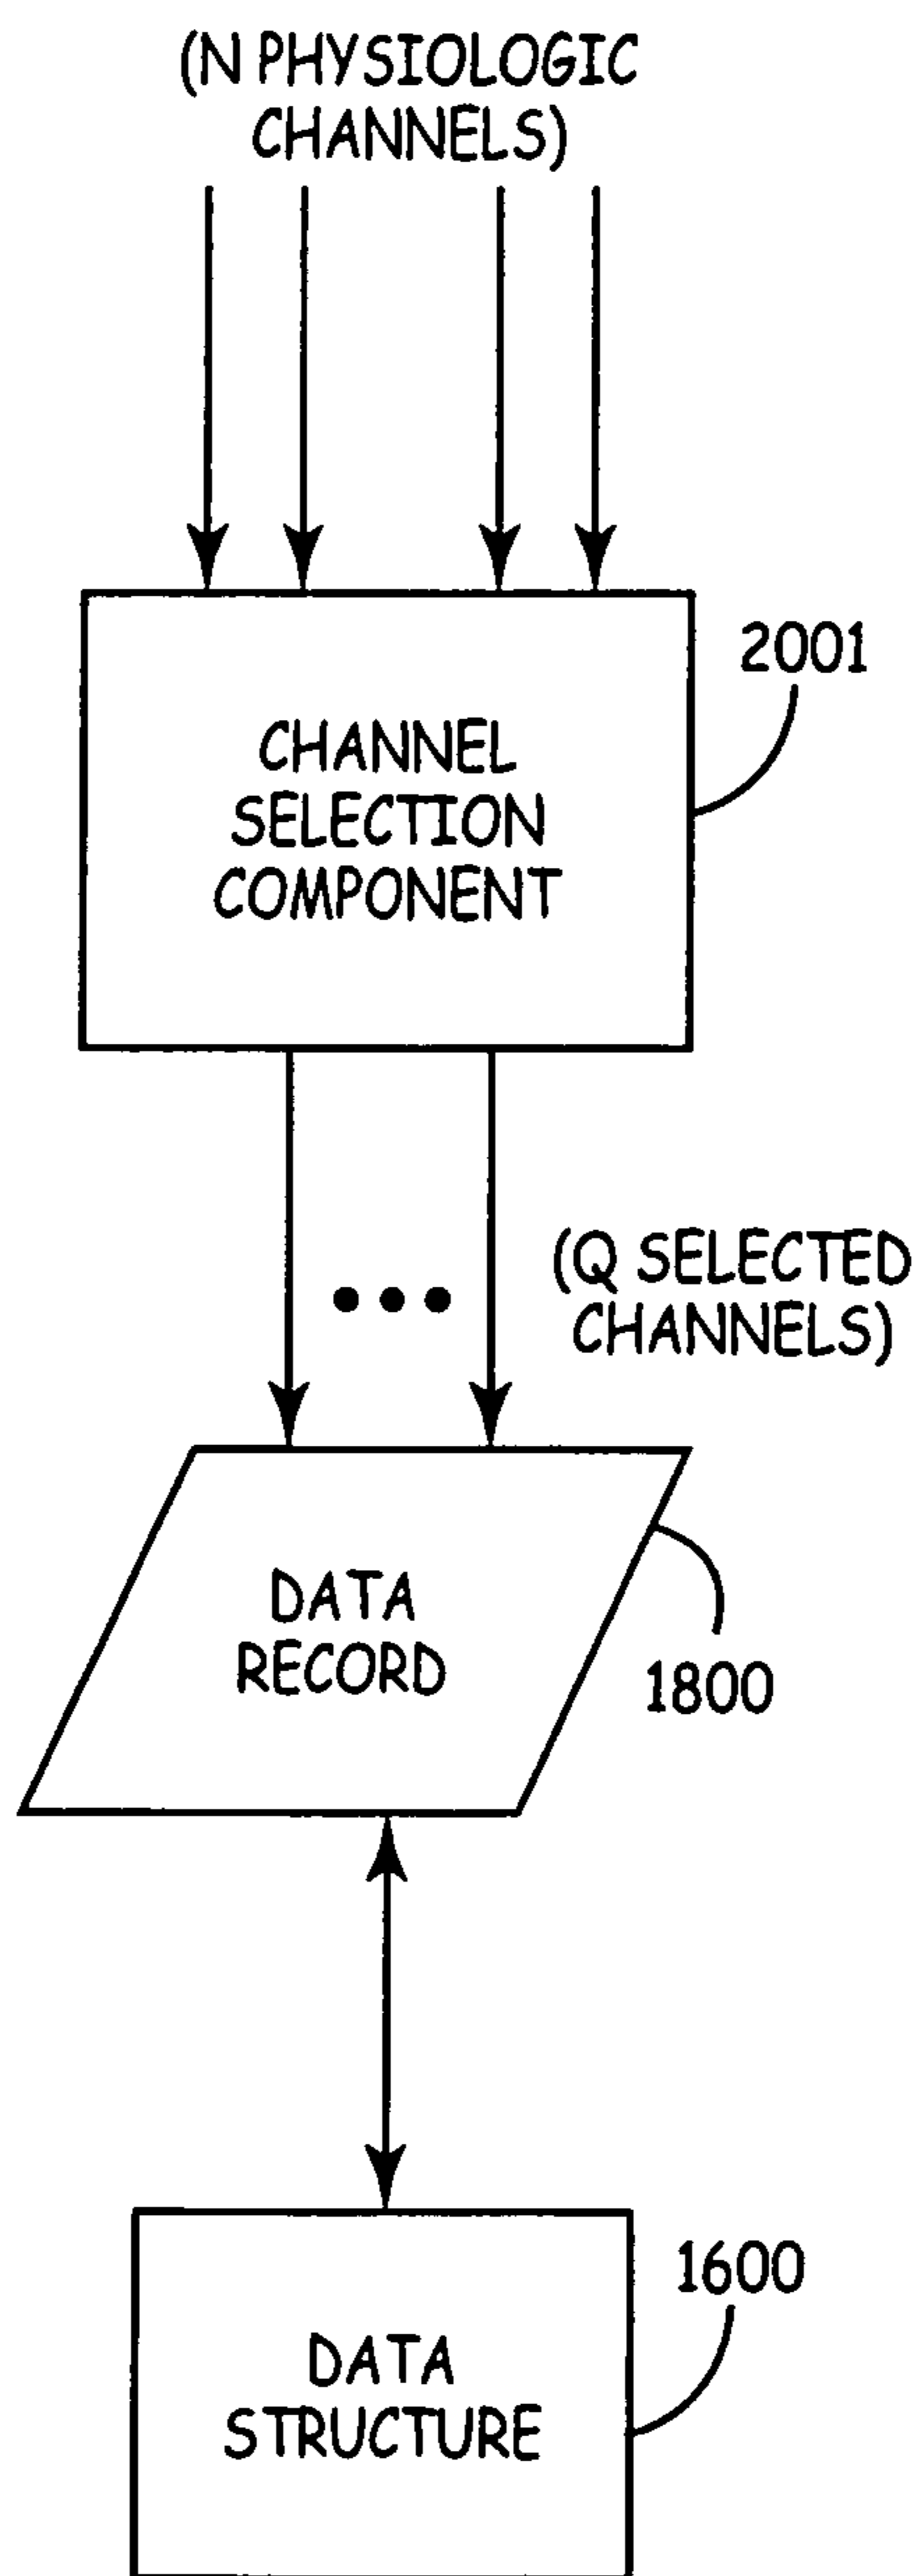 (N PHYSIOLOGIC
CHANNELS)
2001
CHANNEL
SELECTION
COMPONENT
(Q SELECTED
CHANNELS)
DATA
RECORD
1800
1600
DATA
STRUCTURE